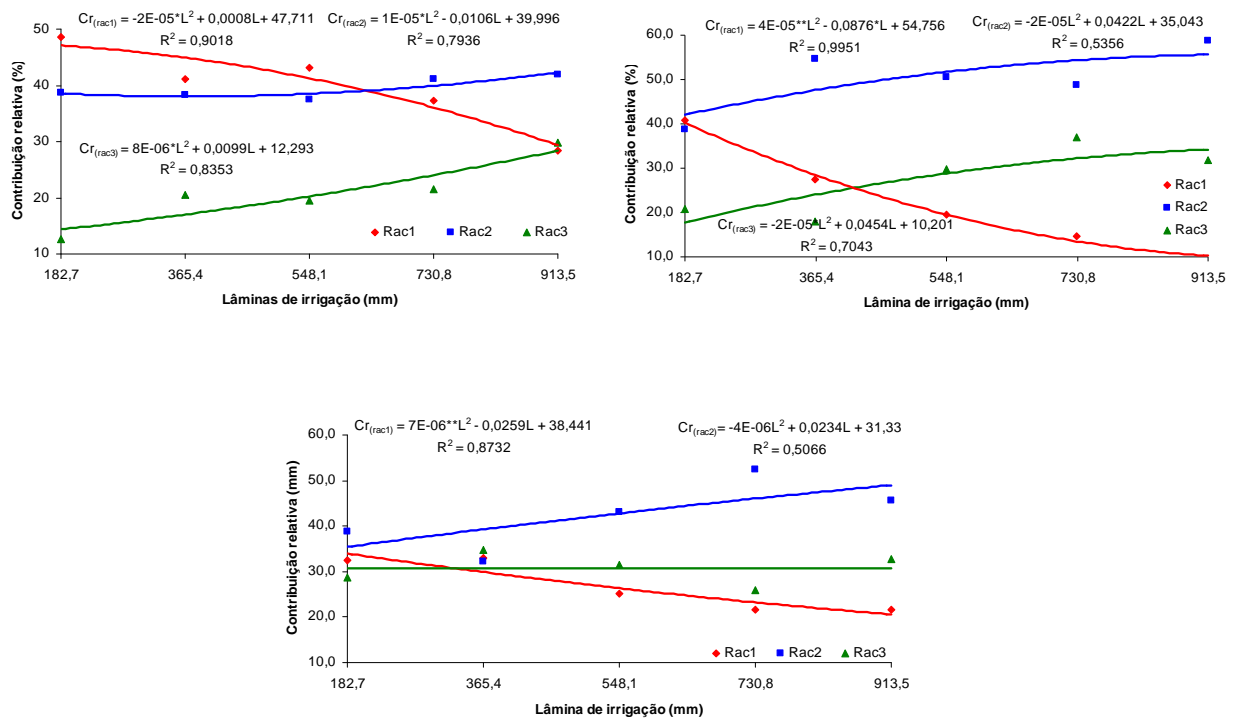 Cr(rac1) = -2E-05*L² + 0,0008L + 47,711
R² = 0,9018
Cr(rac2) = 1E-05*L² - 0,0106L + 39,996
R² = 0,7936
Cr(rac3) = 8E-06*L² + 0,0099L + 12,293
R² = 0,8353
Contribuição relativa (%)
50
40
30
20
10
Rac1 Rac2 Rac3
182,7 365,4 548,1 730,8 913,5
Lâminas de irrigação (mm)
Cr(rac1) = 4E-05**L² - 0,0876*L + 54,756
R² = 0,9951
Cr(rac2) = -2E-05L² + 0,0422L + 35,043
R² = 0,5356
Contribuição relativa (%)
60,0
50,0
40,0
30,0
20,0
10,0
Rac1
Rac2
Rac3
Cr(rac3) = -2E-05*L² + 0,0454L + 10,201
R² = 0,7043
182,7 365,4 548,1 730,8 913,5
Lâmina de irrigação (mm)
Cr(rac1) = 7E-06**L² - 0,0259L + 38,441
R² = 0,8732
Cr(rac2) = -4E-06L² + 0,0234L + 31,33
R² = 0,5066
Contribuição relativa (mm)
60,0
50,0
40,0
30,0
20,0
10,0
Rac1 Rac2 Rac3
182,7 365,4 548,1 730,8 913,5
Lâmina de irrigação (mm)